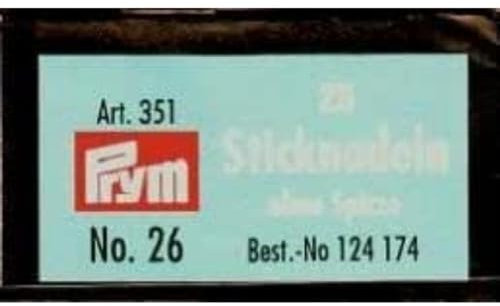 Art. 351
Prym
No. 26
Sticknadeln
ohne Spitze
Best.-No 124 174